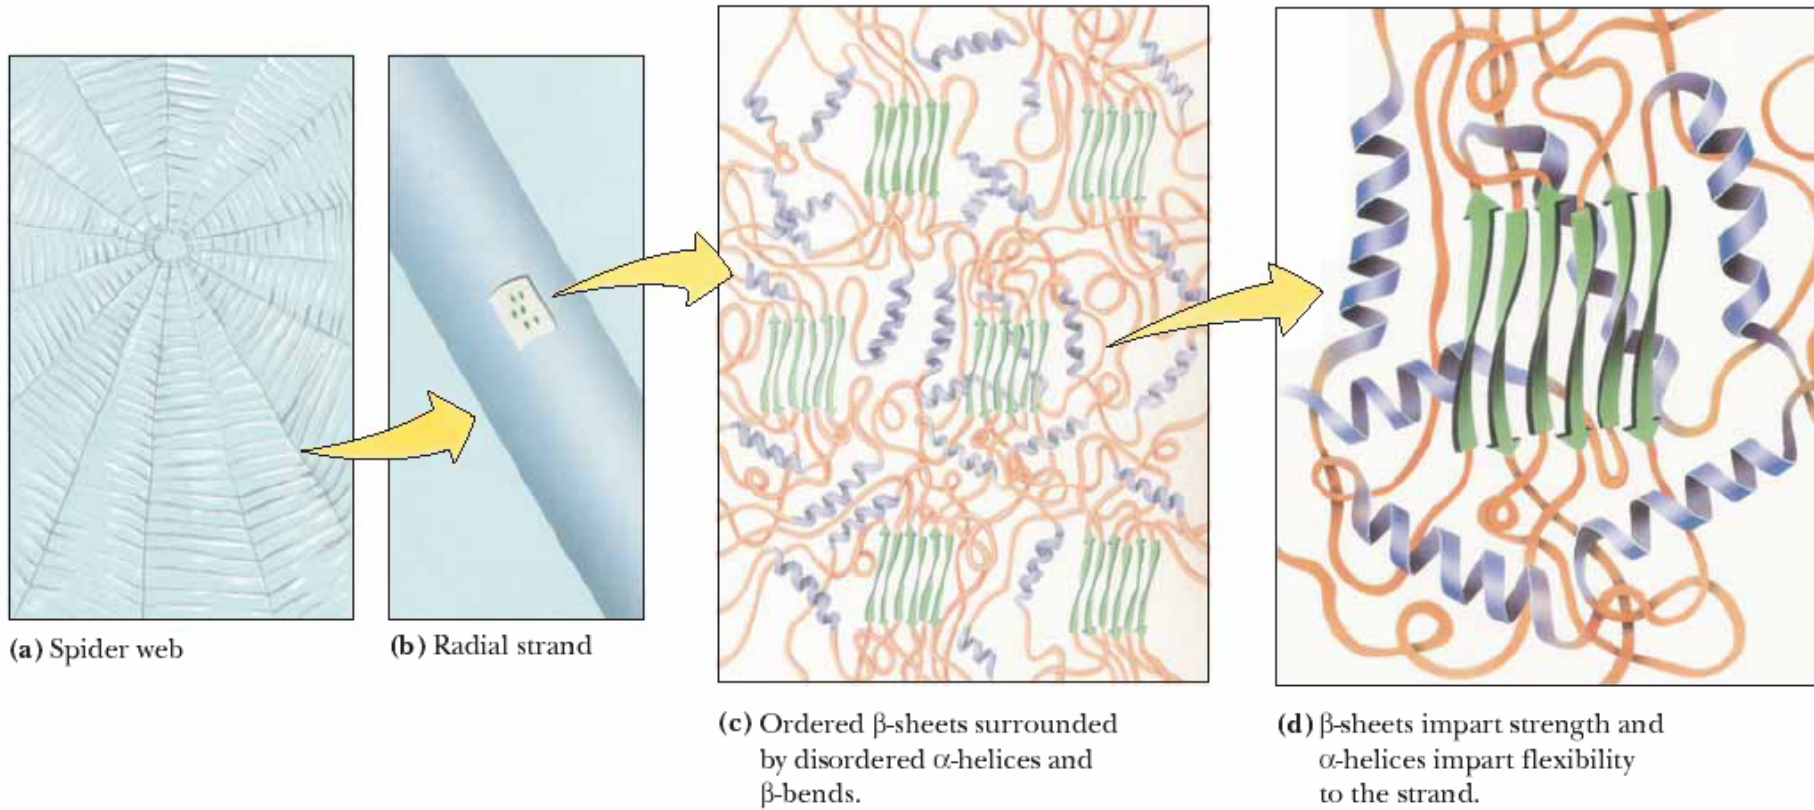 (a) Spider web
(b) Radial strand
(c) Ordered β-sheets surrounded
by disordered α-helices and
β-bends.
(d) β-sheets impart strength and
α-helices impart flexibility
to the strand.